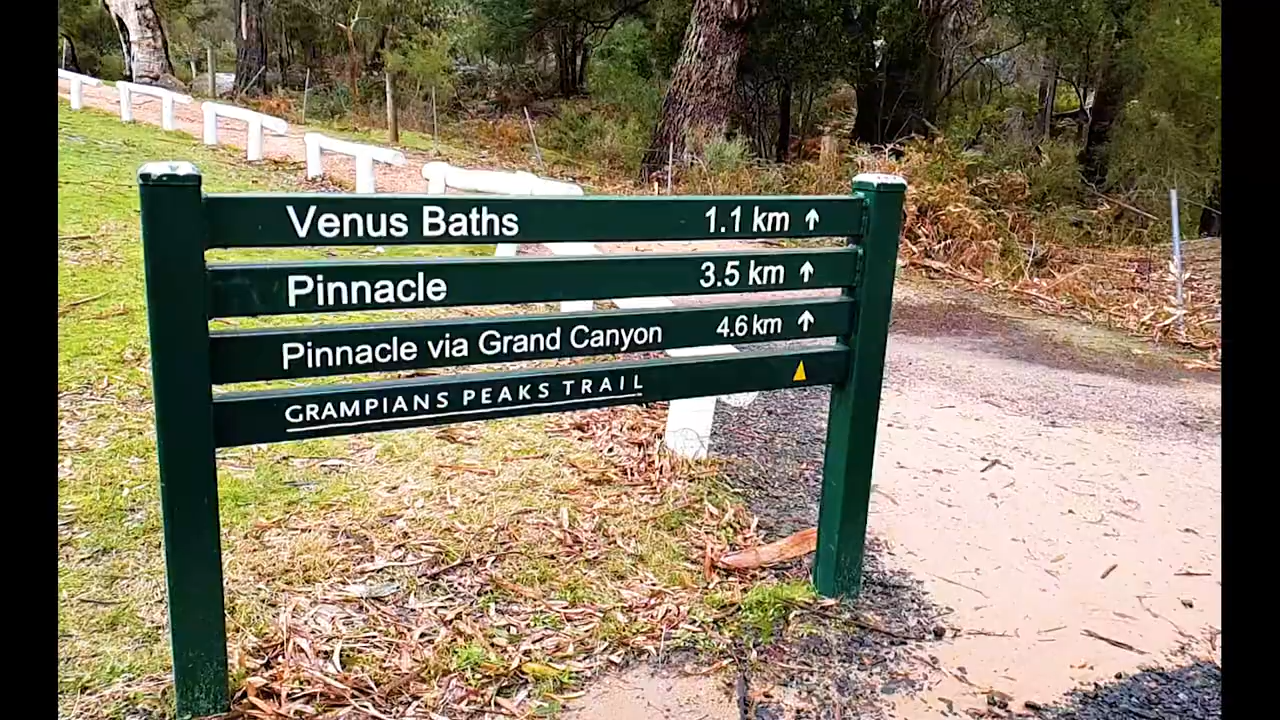 Venus Baths 1.1 km ↑
Pinnacle 3.5 km ↑
Pinnacle via Grand Canyon 4.6 km ↑
GRAMPIANS PEAKS TRAIL